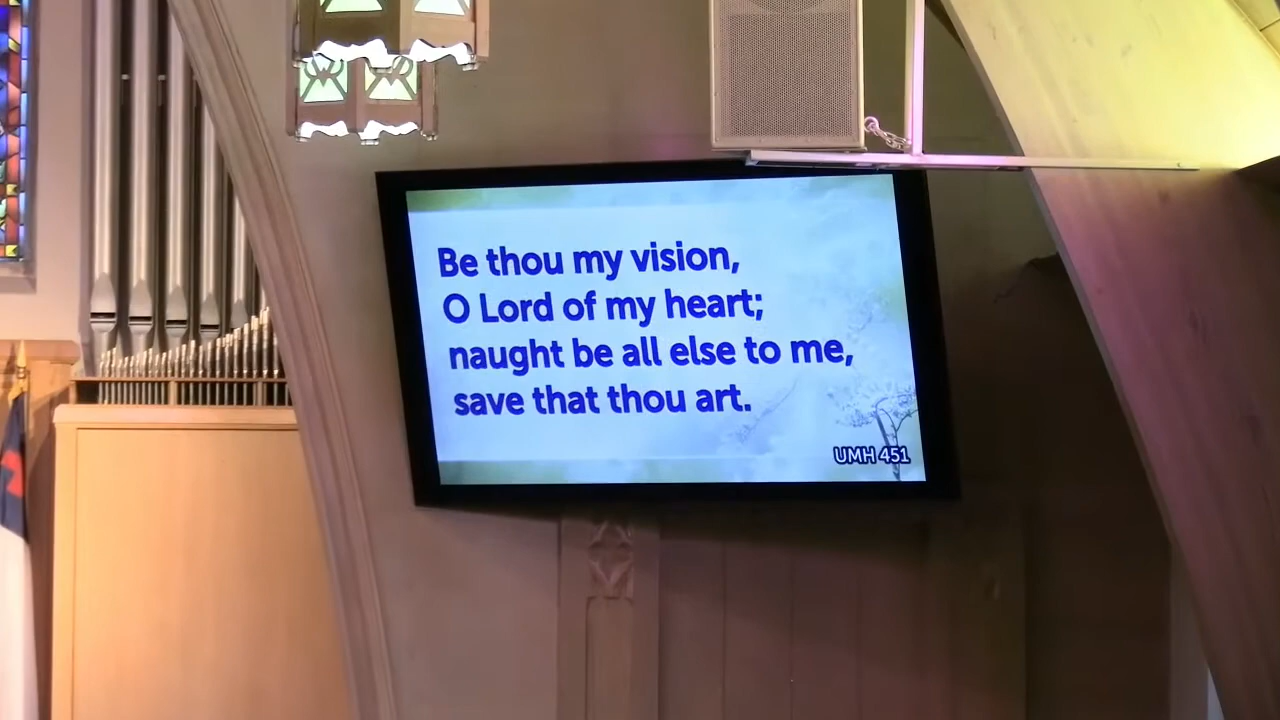 Be thou my vision,
O Lord of my heart;
naught be all else to me,
save that thou art.
UMH 451